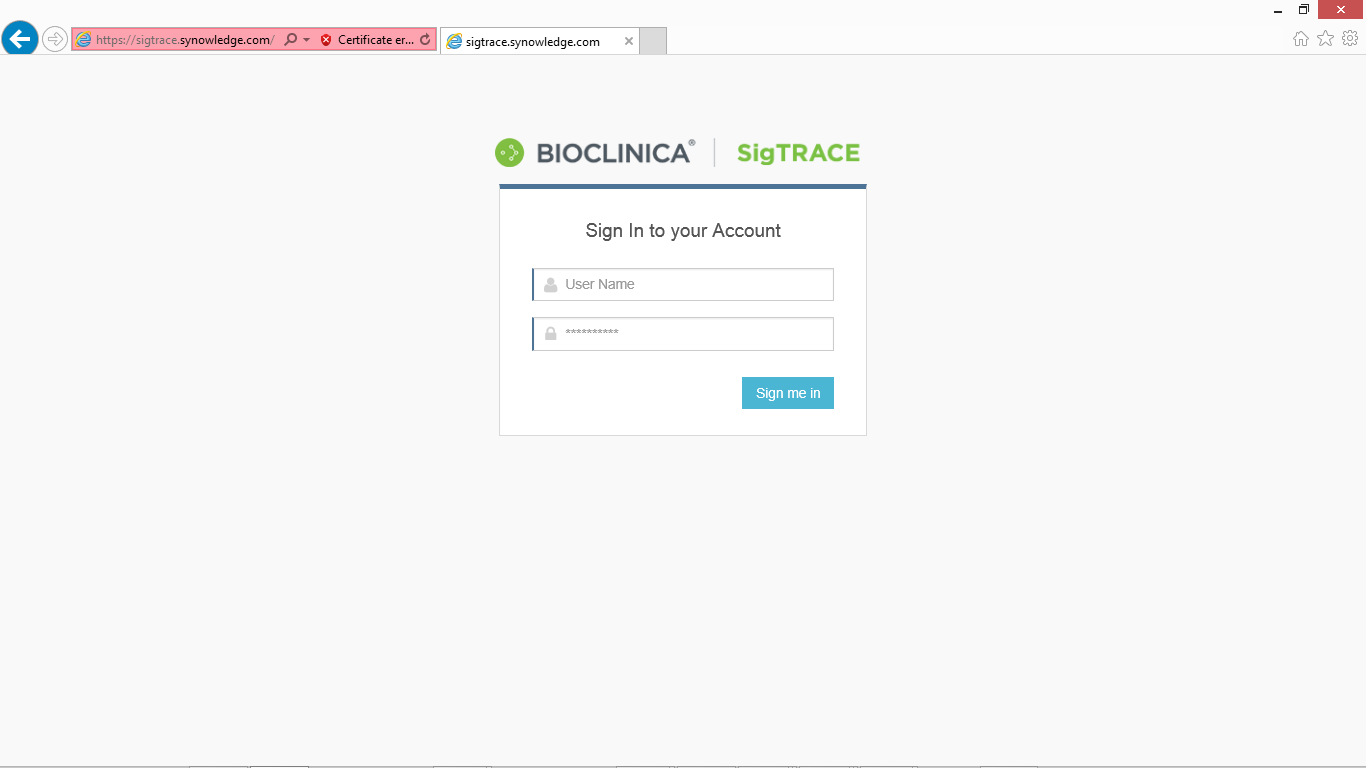 https://sigtrace.synowledge.com/ Certificate er... sigtrace.synowledge.com
BIOCLINICA® SigTRACE
Sign In to your Account
User Name
**********
Sign me in